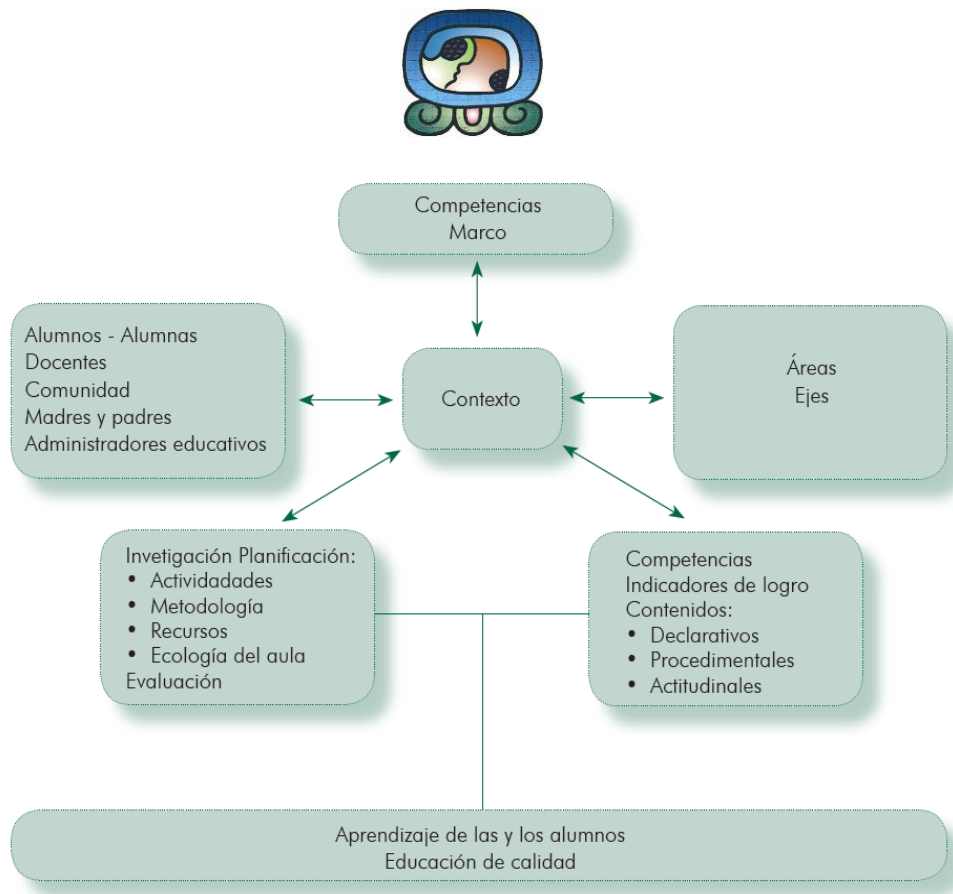 Competencias
Marco
Alumnos - Alumnas
Docentes
Comunidad
Madres y padres
Administradores educativos
Contexto
Áreas
Ejes
Invetigación Planificación:
• Actividadades
• Metodología
• Recursos
• Ecología del aula
Evaluación
Competencias
Indicadores de logro
Contenidos:
• Declarativos
• Procedimentales
• Actitudinales
Aprendizaje de las y los alumnos
Educación de calidad